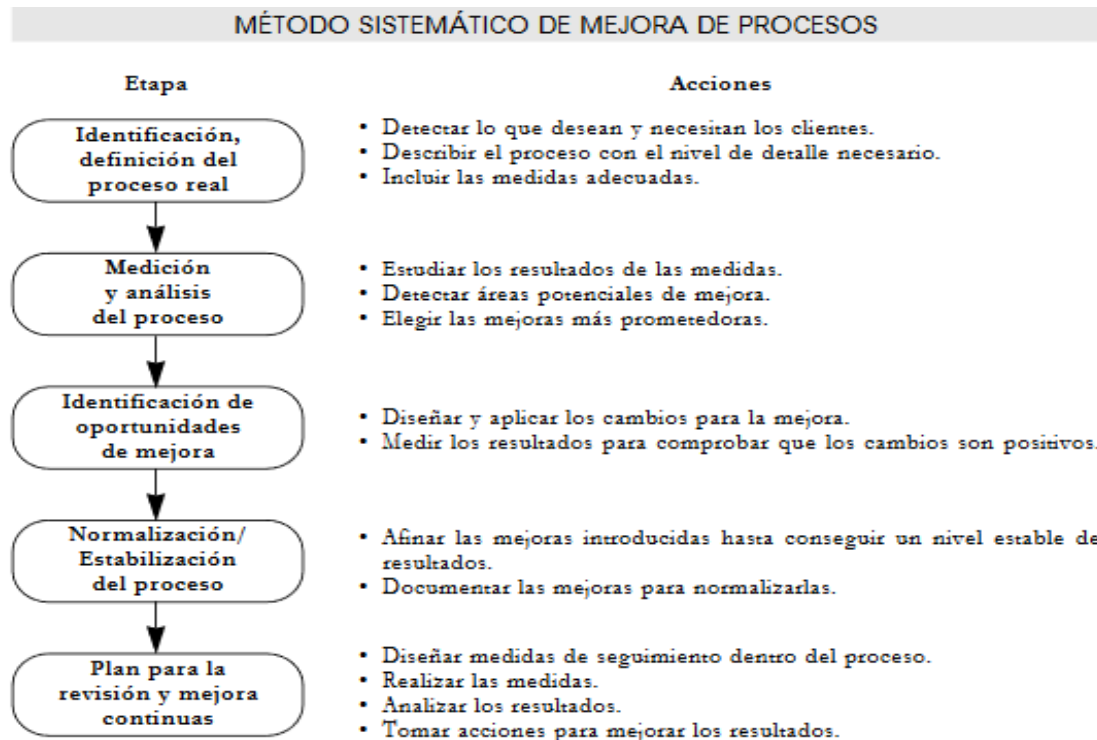 MÉTODO SISTEMÁTICO DE MEJORA DE PROCESOS
Etapa
Acciones
Identificación,
definición del
proceso real
• Detectar lo que desean y necesitan los clientes.
• Describir el proceso con el nivel de detalle necesario.
• Incluir las medidas adecuadas.
Medición
y análisis
del proceso
• Estudiar los resultados de las medidas.
• Detectar áreas potenciales de mejora.
• Elegir las mejoras más prometedoras.
Identificación de
oportunidades
de mejora
• Diseñar y aplicar los cambios para la mejora.
• Medir los resultados para comprobar que los cambios son positivos.
Normalización/
Estabilización
del proceso
• Afinar las mejoras introducidas hasta conseguir un nivel estable de
resultados.
• Documentar las mejoras para normalizarlas.
Plan para la
revisión y mejora
continuas
• Diseñar medidas de seguimiento dentro del proceso.
• Realizar las medidas.
• Analizar los resultados.
• Tomar acciones para mejorar los resultados.